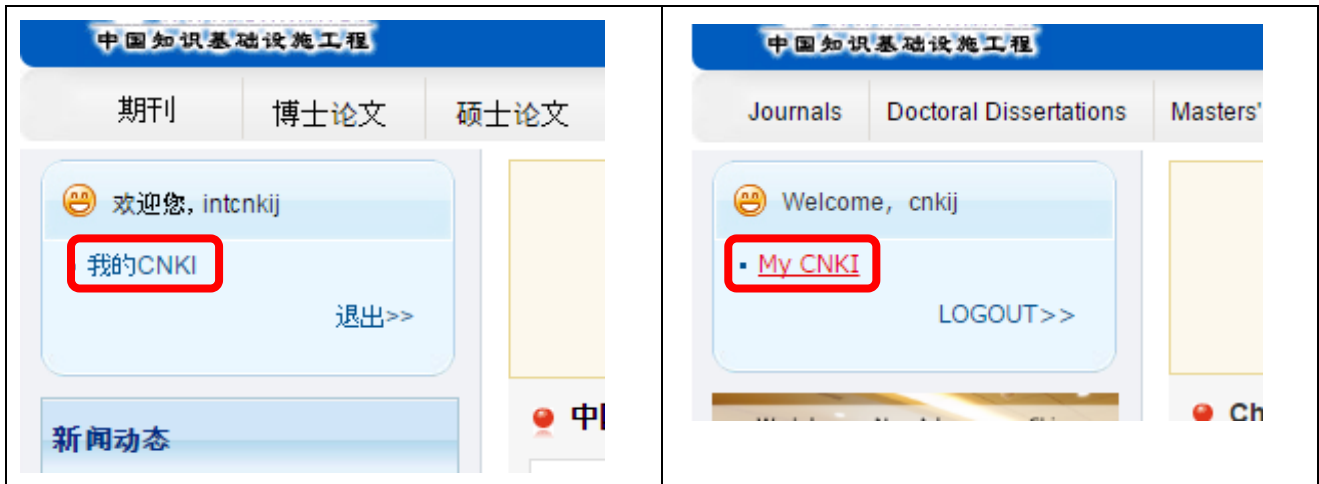 中国知识基础设施工程
期刊 博士论文 硕士论文
欢迎您, intcnkij
我的CNKI
退出>>
新闻动态
中国知识基础设施工程
Journals Doctoral Dissertations Masters'
Welcome, cnkij
▪ My CNKI
LOGOUT>>
Ch